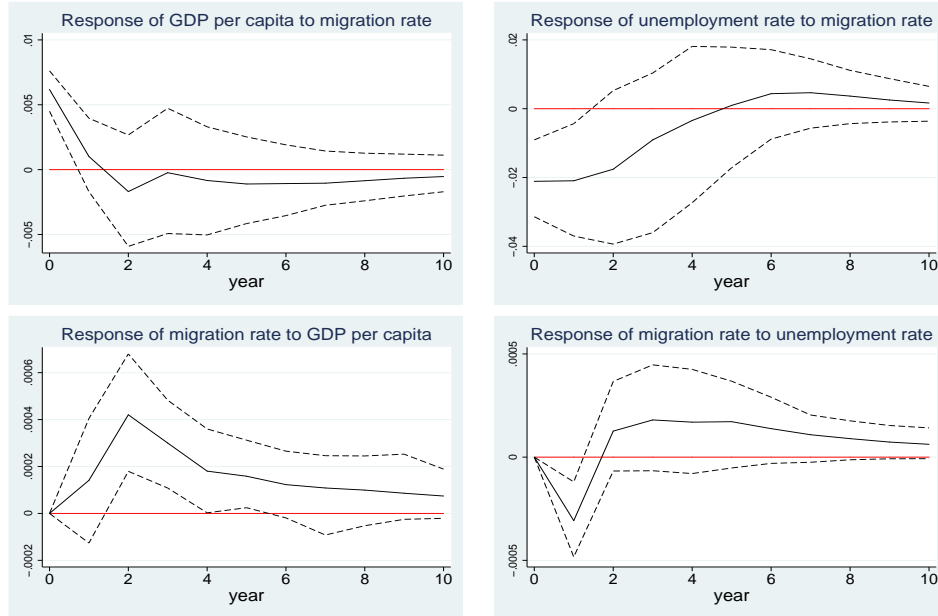 Response of GDP per capita to migration rate
.01
.005
0
-.005
0 2 4 6 8 10
year
Response of unemployment rate to migration rate
.02
0
-.02
-.04
0 2 4 6 8 10
year
Response of migration rate to GDP per capita
.0006
.0004
.0002
0
-.0002
0 2 4 6 8 10
year
Response of migration rate to unemployment rate
.0005
0
-.0005
0 2 4 6 8 10
year